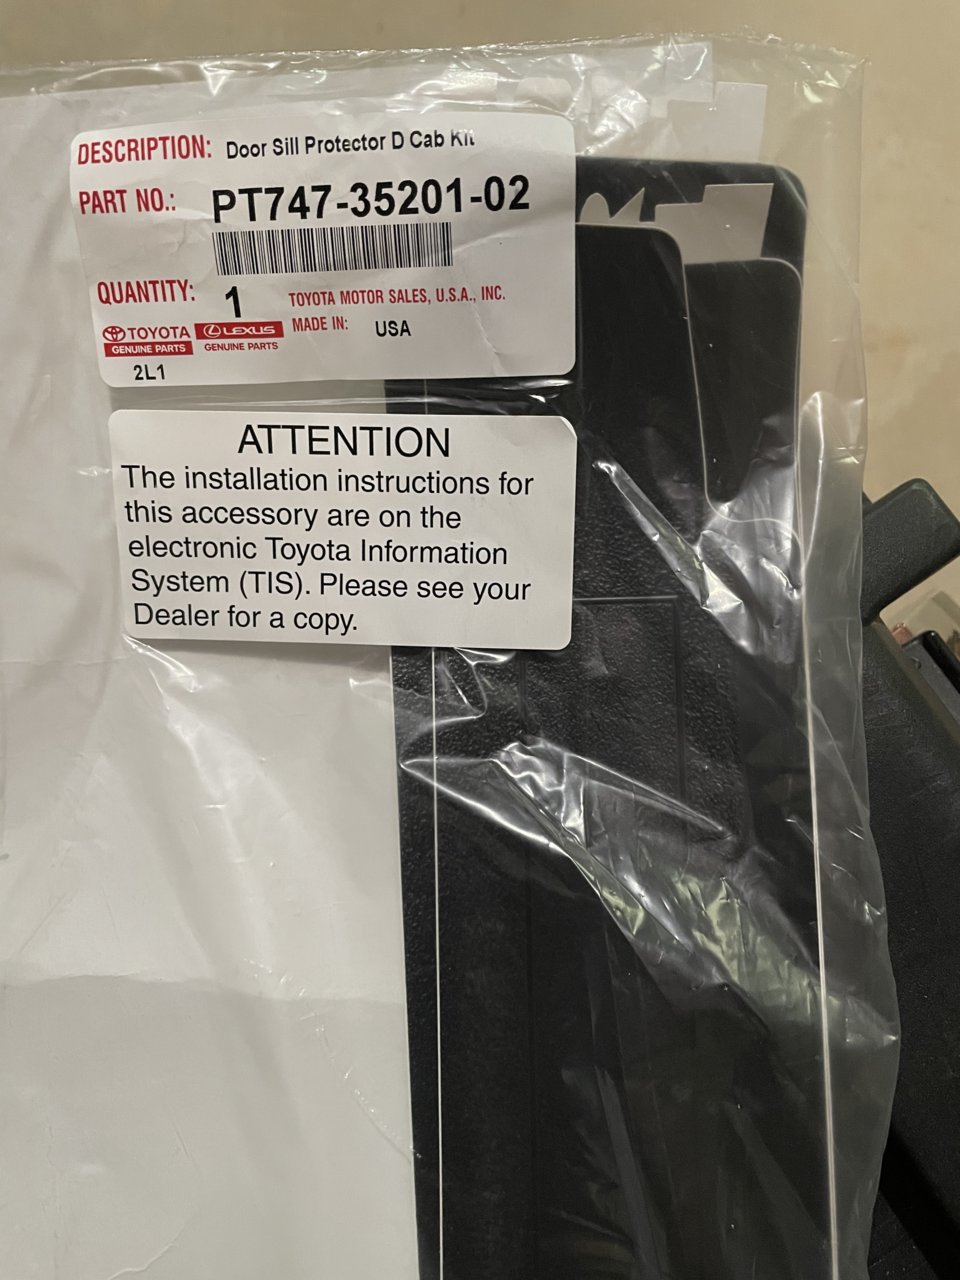 DESCRIPTION: Door Sill Protector D Cab Kit
PART NO.: PT747-35201-02
QUANTITY: 1
TOYOTA MOTOR SALES, U.S.A., INC.
MADE IN: USA
TOYOTA
GENUINE PARTS
LEXUS
GENUINE PARTS
2L1
ATTENTION
The installation instructions for
this accessory are on the
electronic Toyota Information
System (TIS). Please see your
Dealer for a copy.